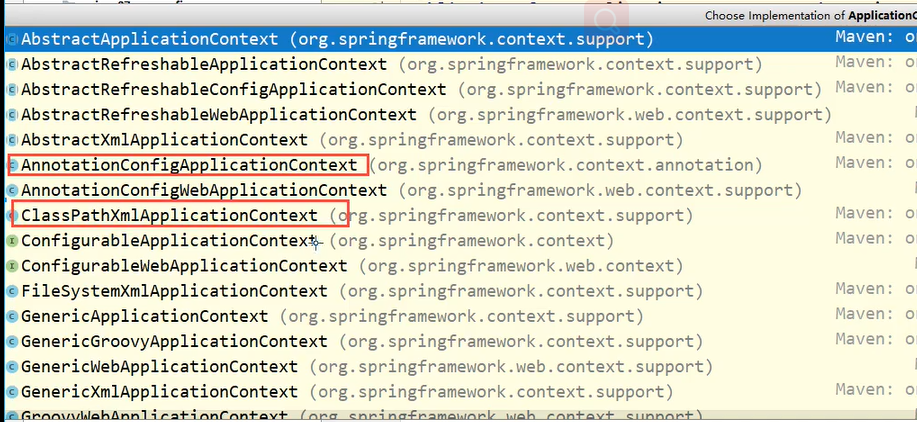 Choose Implementation of ApplicationC
AbstractApplicationContext (org.springframework.context.support) Maven: o
AbstractRefreshableApplicationContext (org.springframework.context.support) Maven: o
AbstractRefreshableConfigApplicationContext (org.springframework.context.support) Maven: o
AbstractRefreshableWebApplicationContext (org.springframework.web.context.support) Maven: o
AbstractXmlApplicationContext (org.springframework.context.support) Maven: o
AnnotationConfigApplicationContext (org.springframework.context.annotation) Maven: o
AnnotationConfigWebApplicationContext (org.springframework.web.context.support) Maven: o
ClassPathXmlApplicationContext (org.springframework.context.support) Maven: o
ConfigurableApplicationContext (org.springframework.context) Maven: o
ConfigurableWebApplicationContext (org.springframework.web.context) Maven: o
FileSystemXmlApplicationContext (org.springframework.context.support) Maven: o
GenericApplicationContext (org.springframework.context.support) Maven: o
GenericGroovyApplicationContext (org.springframework.context.support) Maven: o
GenericWebApplicationContext (org.springframework.web.context.support) Maven: o
GenericXmlApplicationContext (org.springframework.context.support) Maven: o
GroovyWebApplicationContext (org.springframework.web.context.support)